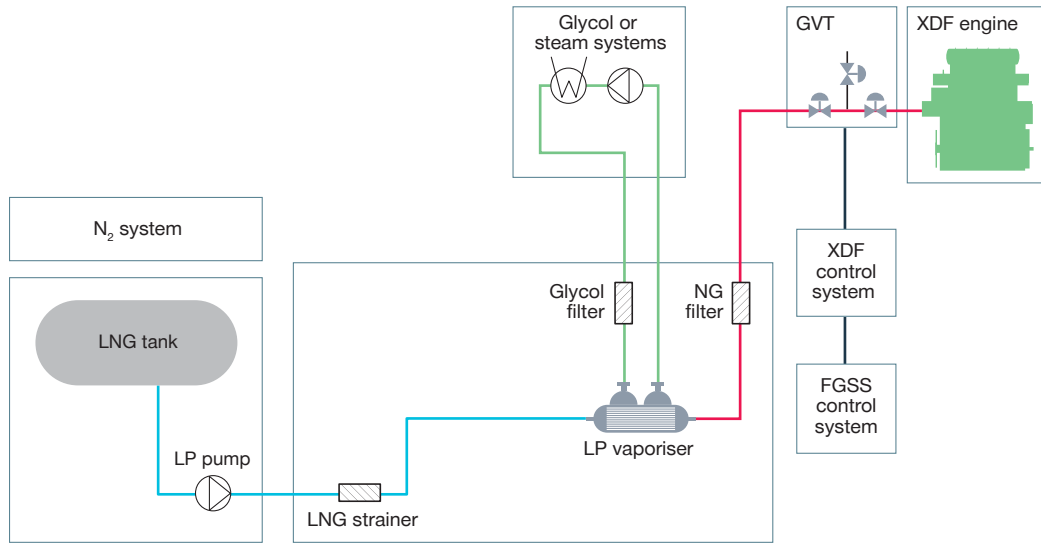 Glycol or
steam systems
GVT
XDF engine
N₂ system
LNG tank
LP pump
LNG strainer
Glycol
filter
NG
filter
LP vaporiser
XDF
control
system
FGSS
control
system